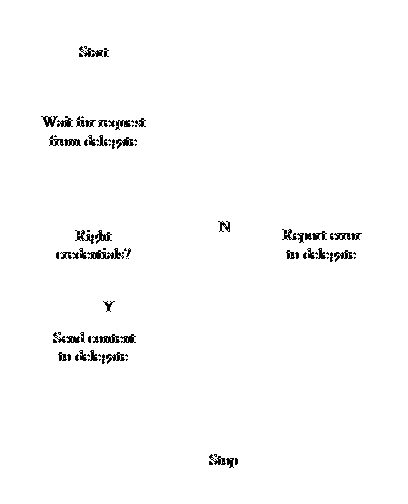 Start
Wait for request
from delegate
Right
credentials?
N
Report error
to delegate
Y
Send content
to delegate
Stop